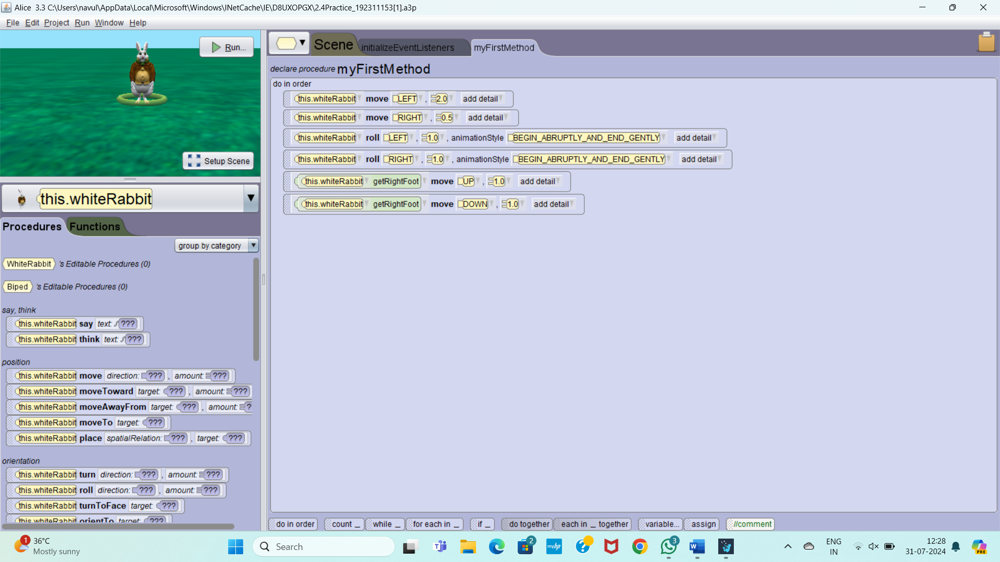 Alice 3.3 C:\Users\navul\AppData\Local\Microsoft\Windows\INetCache\IE\D8UXOPGX\2.4Practice_192311153[1].a3p
File Edit Project Run Window Help
Run...
Setup Scene
this.whiteRabbit
Procedures Functions
group by category
WhiteRabbit 's Editable Procedures (0)
Biped 's Editable Procedures (0)
say, think
this.whiteRabbit say text: ???
this.whiteRabbit think text: ???
position
this.whiteRabbit move direction: ??? , amount: ???
this.whiteRabbit moveToward target: ??? , amount: ???
this.whiteRabbit moveAwayFrom target: ??? , amount: ?
this.whiteRabbit moveTo target: ???
this.whiteRabbit place spatialRelation: ??? , target: ???
orientation
this.whiteRabbit turn direction: ??? , amount: ???
this.whiteRabbit roll direction: ??? , amount: ???
this.whiteRabbit turnToFace target: ???
this.whiteRabbit orientTo target: ???
Scene initializeEventListeners myFirstMethod
declare procedure myFirstMethod
do in order
this.whiteRabbit move LEFT , 2.0 add detail
this.whiteRabbit move RIGHT , 0.5 add detail
this.whiteRabbit roll LEFT , 1.0 , animationStyle BEGIN_ABRUPTLY_AND_END_GENTLY add detail
this.whiteRabbit roll RIGHT , 1.0 , animationStyle BEGIN_ABRUPTLY_AND_END_GENTLY add detail
this.whiteRabbit getRightFoot move UP , 1.0 add detail
this.whiteRabbit getRightFoot move DOWN , 1.0 add detail
do in order count _ while _ for each in _ if _ do together each in _ together variable... assign //comment
1 36°C
Mostly sunny
Search
2
myhp
?
3
W
ENG
IN
12:28
31-07-2024
PRE